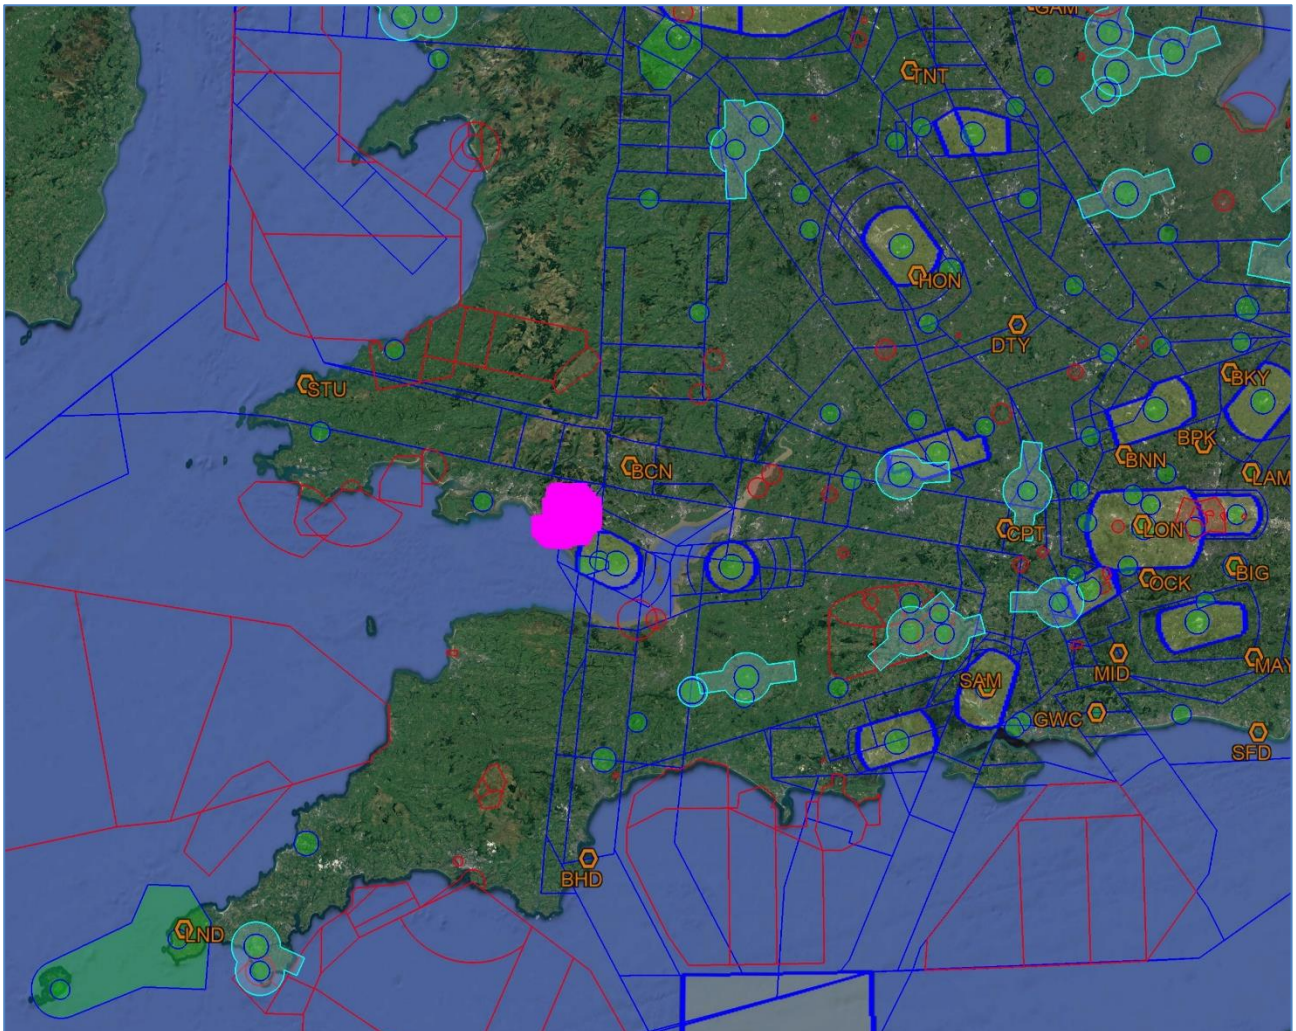 GAM
TNT
HON
DTY
STU
BKY
BPK
BNN
BCN
LAM
CPT
LON
OCK
BIG
MID
MAY
SAM
GWC
SFD
BHD
LND